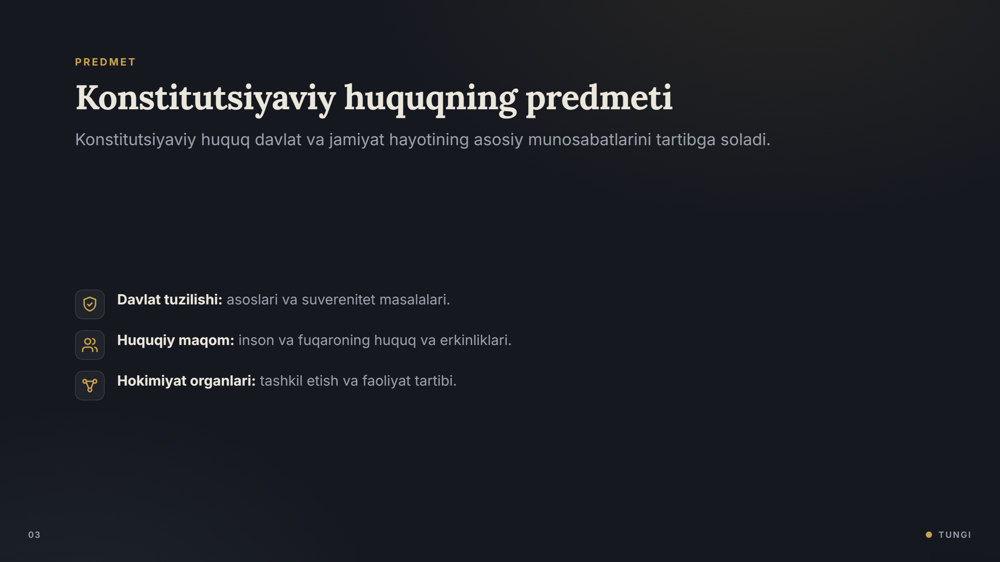 PREDMET
Konstitutsiyaviy huquqning predmeti
Konstitutsiyaviy huquq davlat va jamiyat hayotining asosiy munosabatlarini tartibga soladi.
Davlat tuzilishi: asoslari va suverenitet masalalari.
Huquqiy maqom: inson va fuqaroning huquq va erkinliklari.
Hokimiyat organlari: tashkil etish va faoliyat tartibi.
03
TUNGI